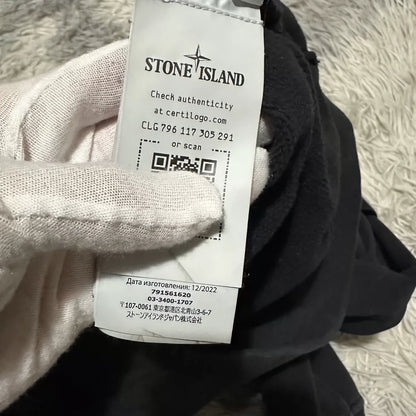 STONE ISLAND
Check authenticity
at certilogo.com
CLG 796 117 305 291
or scan
Дата изготовления: 12/2022
791561620
03-3400-1707
〒107-0061 東京都港区北青山3-6-7
ストーンアイランドジャパン株式会社